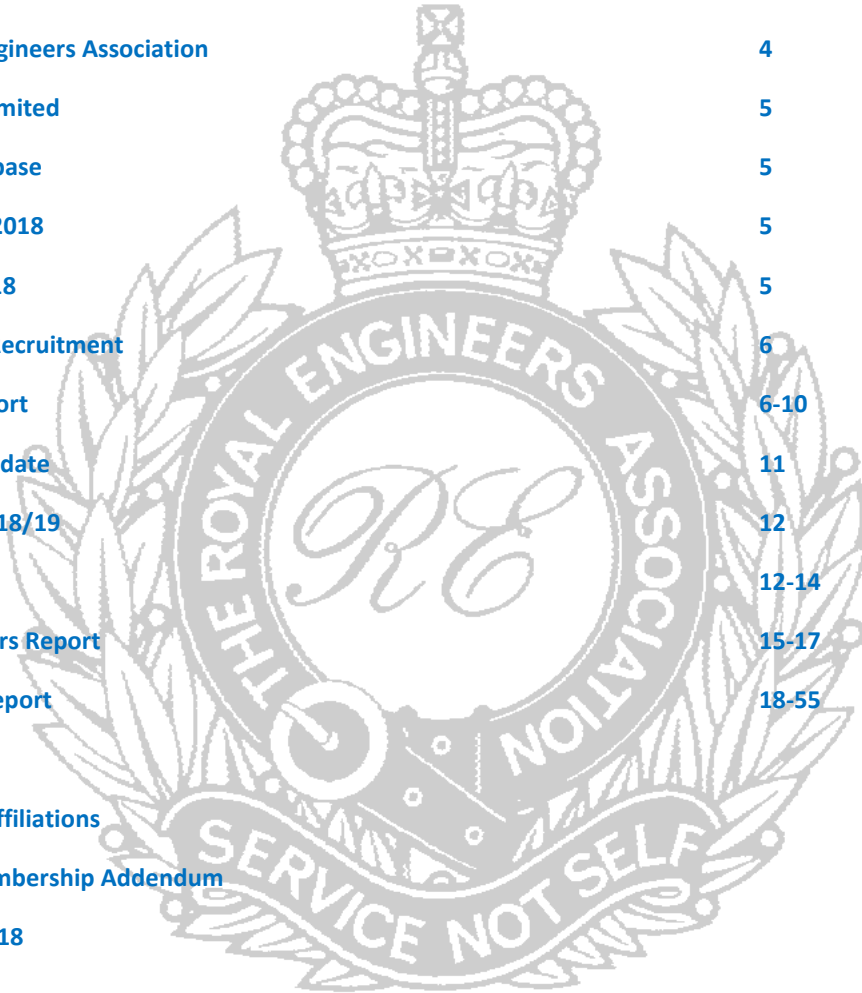 gineers Association 4
mited 5
base 5
2018 5
18 5
Recruitment 6
ort 6-10
date 11
18/19 12
12-14
rs Report 15-17
eport 18-55
ffiliations
mbership Addendum
18
THE ROYAL ENGINEERS ASSOCIATION
RE
SERVICE NOT SELF